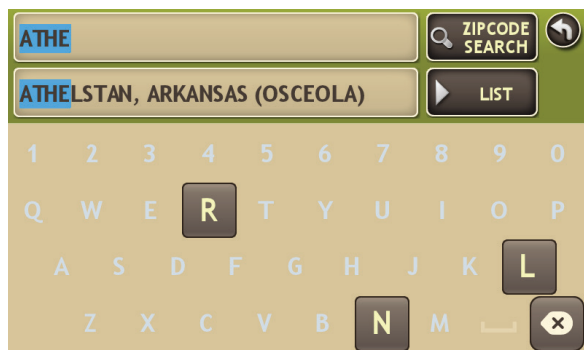 ATHE
ZIPCODE SEARCH
ATHELSTAN, ARKANSAS (OSCEOLA)
LIST
1 2 3 4 5 6 7 8 9 0
Q W E R T Y U I O P
A S D F G H J K L
Z X C V B N M